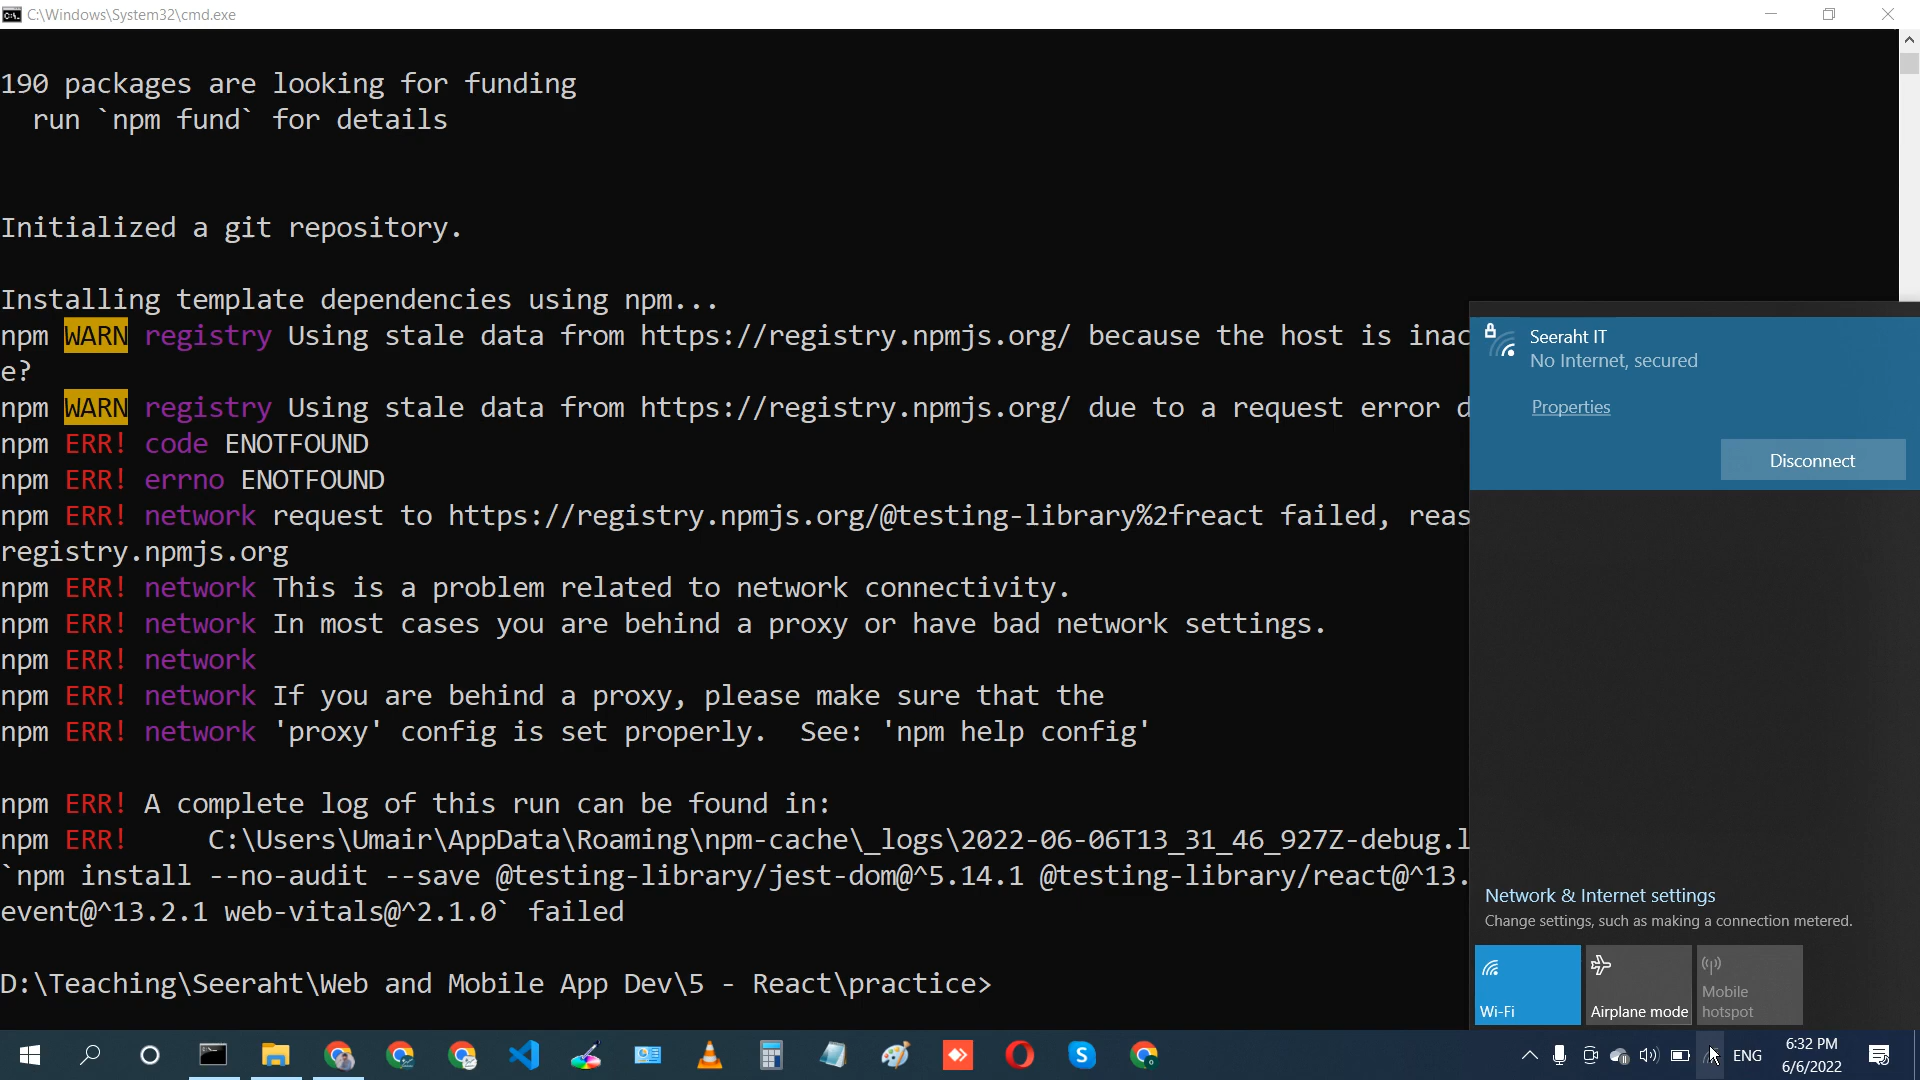 C:\Windows\System32\cmd.exe
190 packages are looking for funding
run `npm fund` for details
Initialized a git repository.
Installing template dependencies using npm...
npm WARN registry Using stale data from https://registry.npmjs.org/ because the host is inac
e?
npm WARN registry Using stale data from https://registry.npmjs.org/ due to a request error d
npm ERR! code ENOTFOUND
npm ERR! errno ENOTFOUND
npm ERR! network request to https://registry.npmjs.org/@testing-library%2freact failed, reas
registry.npmjs.org
npm ERR! network This is a problem related to network connectivity.
npm ERR! network In most cases you are behind a proxy or have bad network settings.
npm ERR! network
npm ERR! network If you are behind a proxy, please make sure that the
npm ERR! network 'proxy' config is set properly.  See: 'npm help config'
npm ERR! A complete log of this run can be found in:
npm ERR!     C:\Users\Umair\AppData\Roaming\npm-cache\_logs\2022-06-06T13_31_46_927Z-debug.l
`npm install --no-audit --save @testing-library/jest-dom@^5.14.1 @testing-library/react@^13.
event@^13.2.1 web-vitals@^2.1.0` failed
D:\Teaching\Seeraht\Web and Mobile App Dev\5 - React\practice>
Seeraht IT
No Internet, secured
Properties
Disconnect
Network & Internet settings
Change settings, such as making a connection metered.
Wi-Fi
Airplane mode
Mobile
hotspot
ENG
6:32 PM
6/6/2022